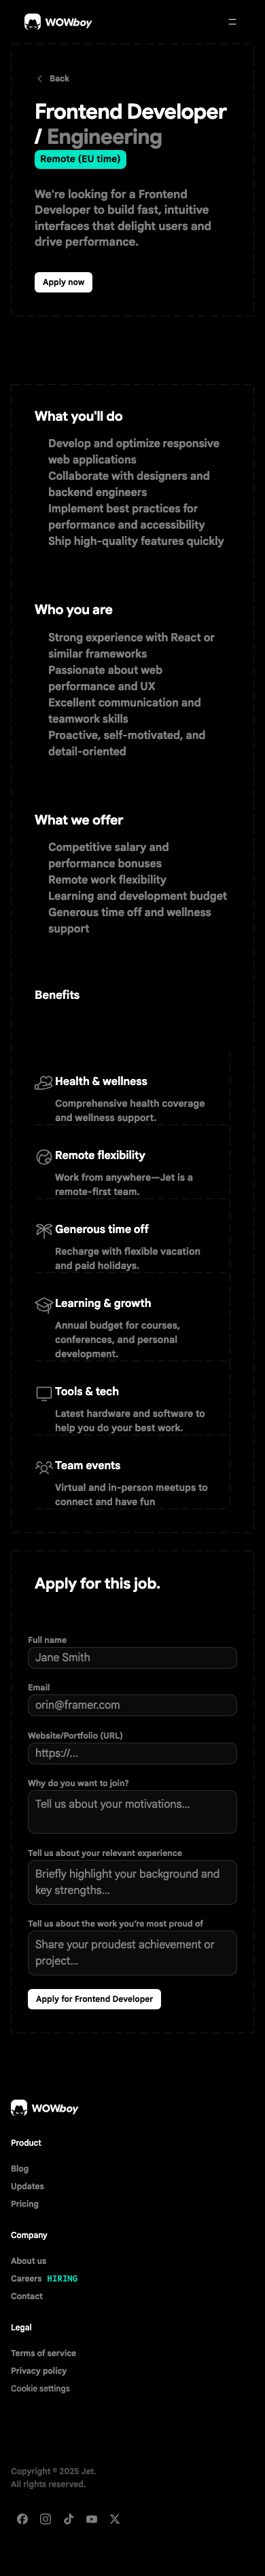 WOWboy
Back
Frontend Developer
/ Engineering
Remote (EU time)
We're looking for a Frontend
Developer to build fast, intuitive
interfaces that delight users and
drive performance.
Apply now
What you'll do
Develop and optimize responsive
web applications
Collaborate with designers and
backend engineers
Implement best practices for
performance and accessibility
Ship high-quality features quickly
Who you are
Strong experience with React or
similar frameworks
Passionate about web
performance and UX
Excellent communication and
teamwork skills
Proactive, self-motivated, and
detail-oriented
What we offer
Competitive salary and
performance bonuses
Remote work flexibility
Learning and development budget
Generous time off and wellness
support
Benefits
Health & wellness
Comprehensive health coverage
and wellness support.
Remote flexibility
Work from anywhere—Jet is a
remote-first team.
Generous time off
Recharge with flexible vacation
and paid holidays.
Learning & growth
Annual budget for courses,
conferences, and personal
development.
Tools & tech
Latest hardware and software to
help you do your best work.
Team events
Virtual and in-person meetups to
connect and have fun
Apply for this job.
Full name
Jane Smith
Email
orin@framer.com
Website/Portfolio (URL)
https://...
Why do you want to join?
Tell us about your motivations...
Tell us about your relevant experience
Briefly highlight your background and
key strengths...
Tell us about the work you're most proud of
Share your proudest achievement or
project...
Apply for Frontend Developer
WOWboy
Product
Blog
Updates
Pricing
Company
About us
Careers HIRING
Contact
Legal
Terms of service
Privacy policy
Cookie settings
Copyright © 2025 Jet.
All rights reserved.